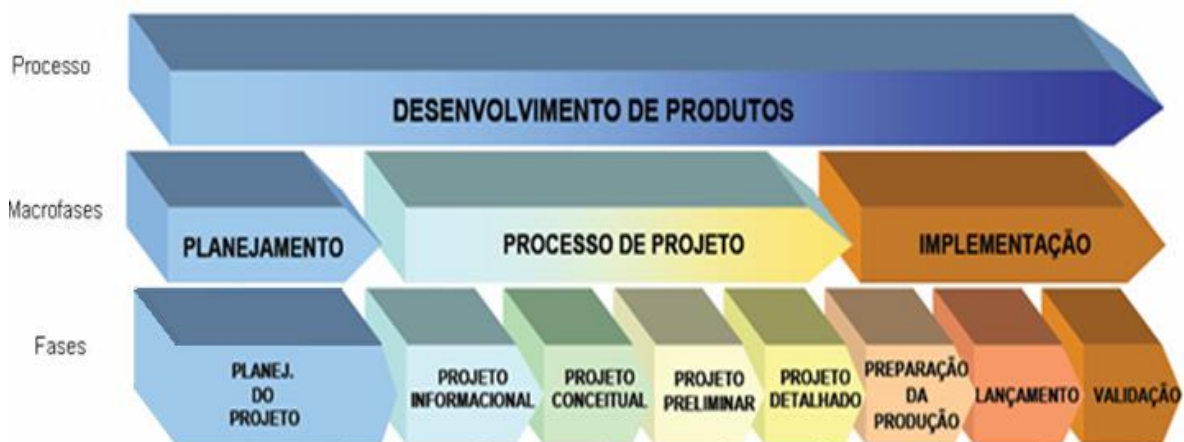 Processo
DESENVOLVIMENTO DE PRODUTOS
Macrofases
PLANEJAMENTO
PROCESSO DE PROJETO
IMPLEMENTAÇÃO
Fases
PLANEJ.
DO
PROJETO
PROJETO
INFORMACIONAL
PROJETO
CONCEITUAL
PROJETO
PRELIMINAR
PROJETO
DETALHADO
PREPARAÇÃO
DA
PRODUÇÃO
LANÇAMENTO
VALIDAÇÃO